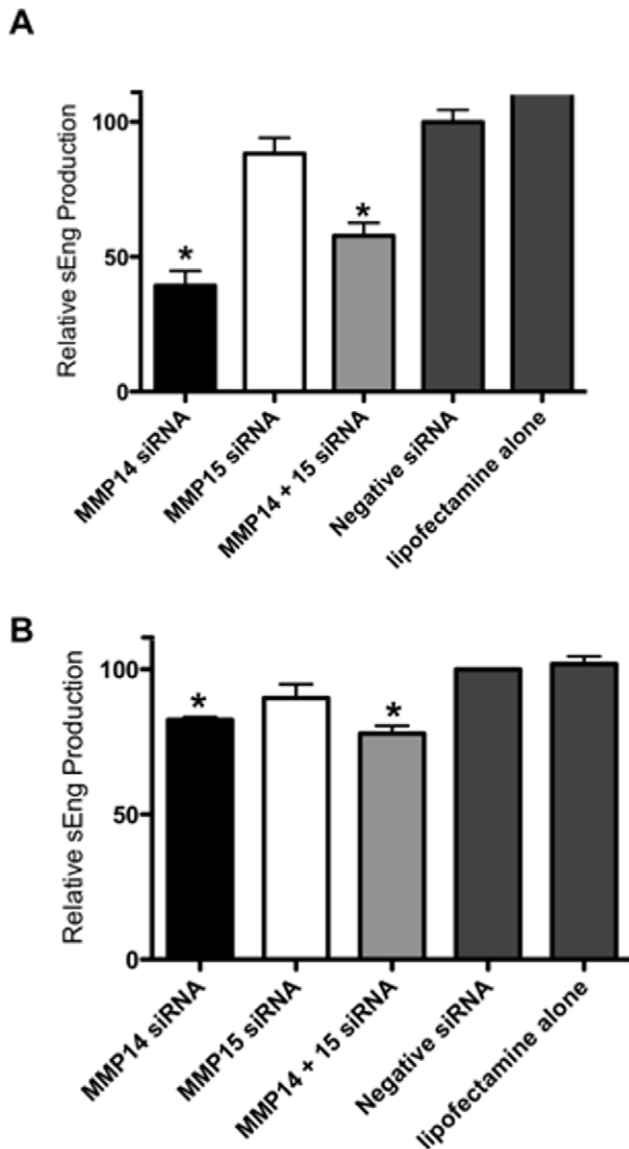 A
Relative sEng Production
100
50
0
*
*
MMP14 siRNA
MMP15 siRNA
MMP14 + 15 siRNA
Negative siRNA
lipofectamine alone
B
Relative sEng Production
100
50
0
*
*
MMP14 siRNA
MMP15 siRNA
MMP14 + 15 siRNA
Negative siRNA
lipofectamine alone